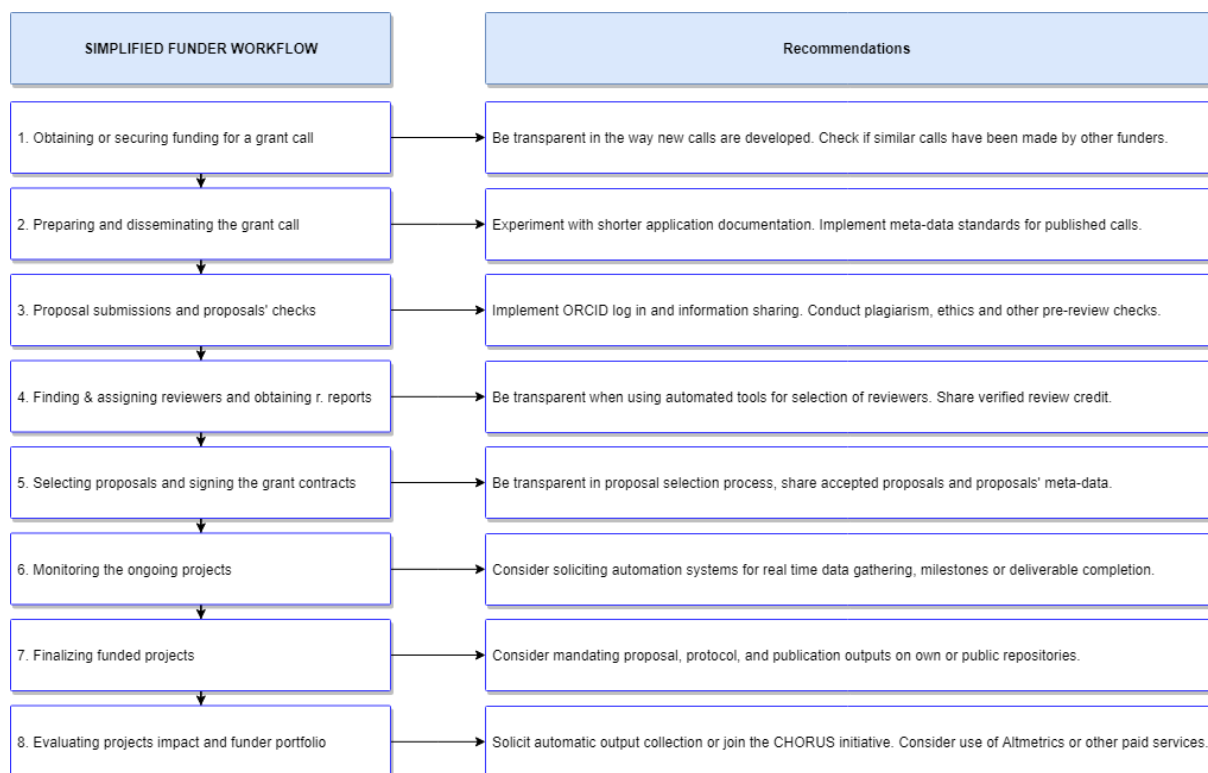 SIMPLIFIED FUNDER WORKFLOW
Recommendations
1. Obtaining or securing funding for a grant call
Be transparent in the way new calls are developed. Check if similar calls have been made by other funders.
2. Preparing and disseminating the grant call
Experiment with shorter application documentation. Implement meta-data standards for published calls.
3. Proposal submissions and proposals' checks
Implement ORCID log in and information sharing. Conduct plagiarism, ethics and other pre-review checks.
4. Finding & assigning reviewers and obtaining r. reports
Be transparent when using automated tools for selection of reviewers. Share verified review credit.
5. Selecting proposals and signing the grant contracts
Be transparent in proposal selection process, share accepted proposals and proposals' meta-data.
6. Monitoring the ongoing projects
Consider soliciting automation systems for real time data gathering, milestones or deliverable completion.
7. Finalizing funded projects
Consider mandating proposal, protocol, and publication outputs on own or public repositories.
8. Evaluating projects impact and funder portfolio
Solicit automatic output collection or join the CHORUS initiative. Consider use of Altmetrics or other paid services.